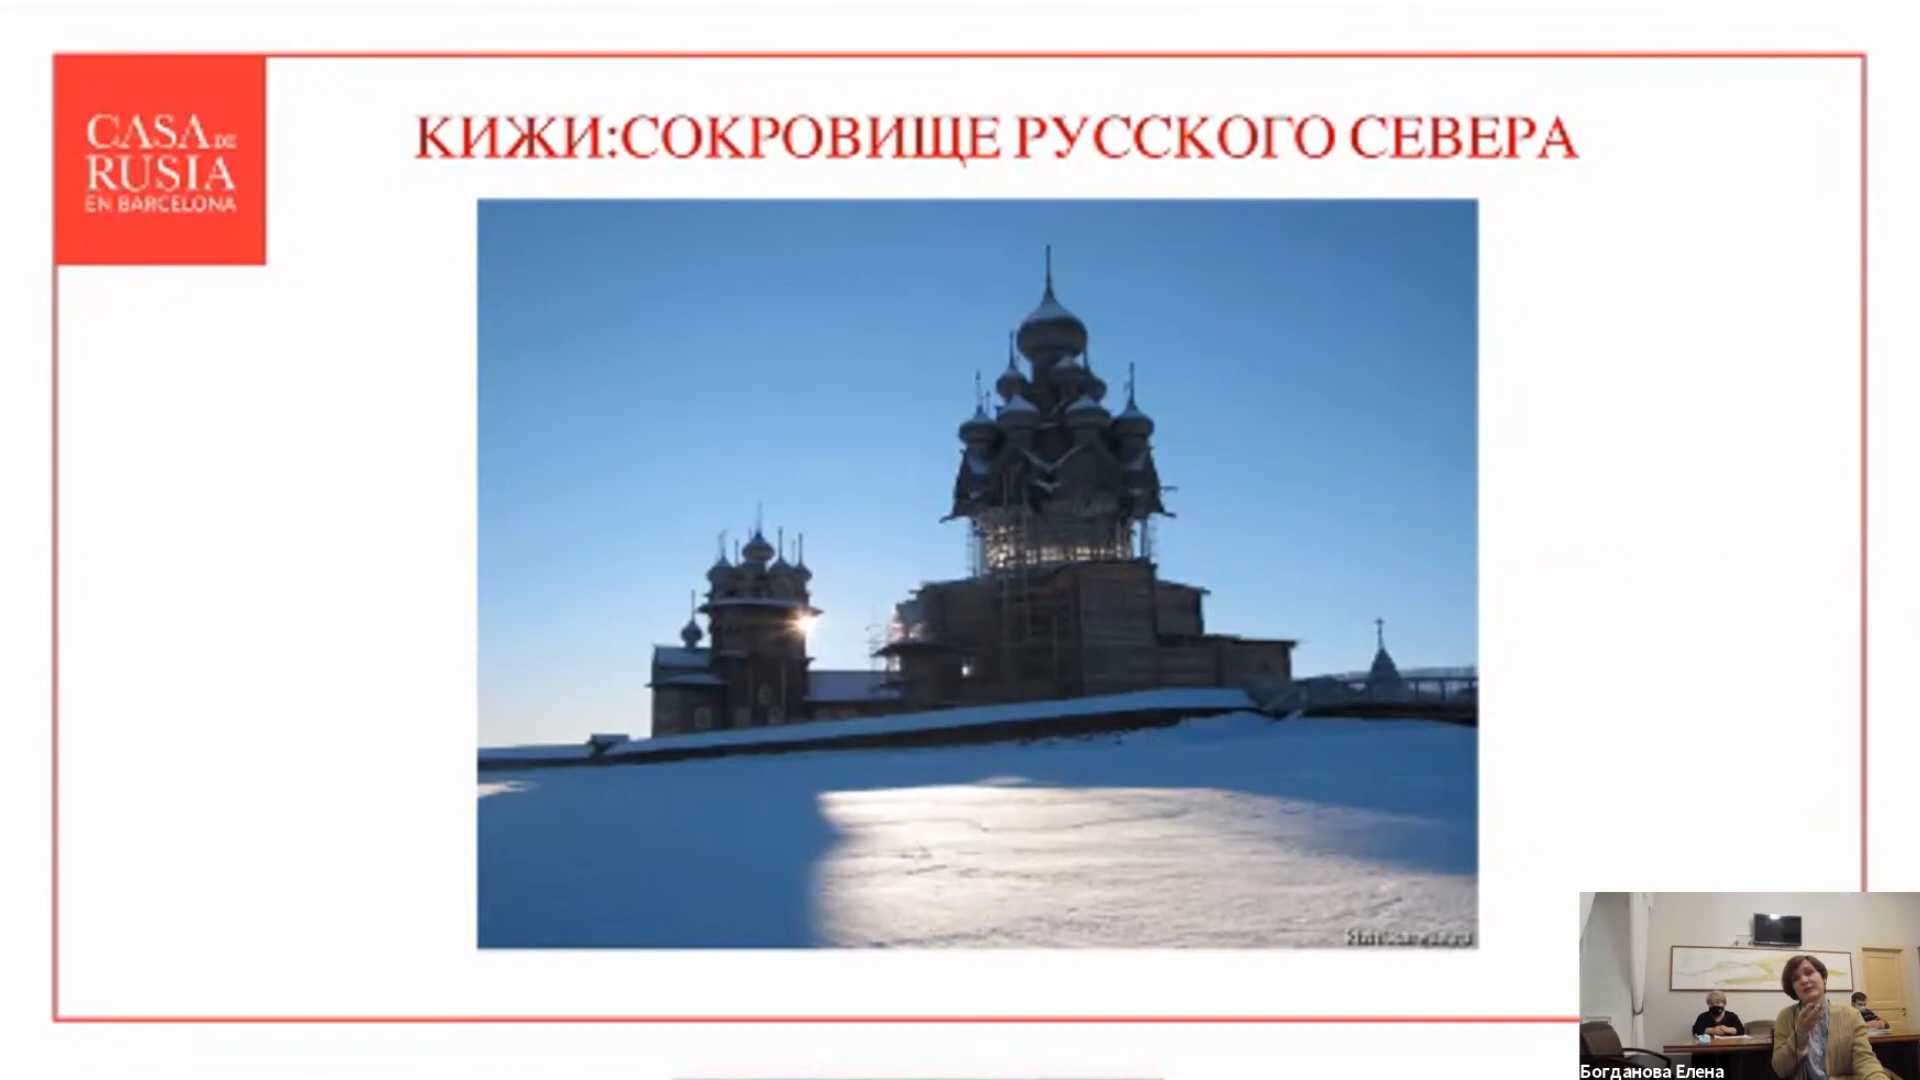 CASA DE
RUSIA
EN BARCELONA
КИЖИ:СОКРОВИЩЕ РУССКОГО СЕВЕРА
Богданова Елена